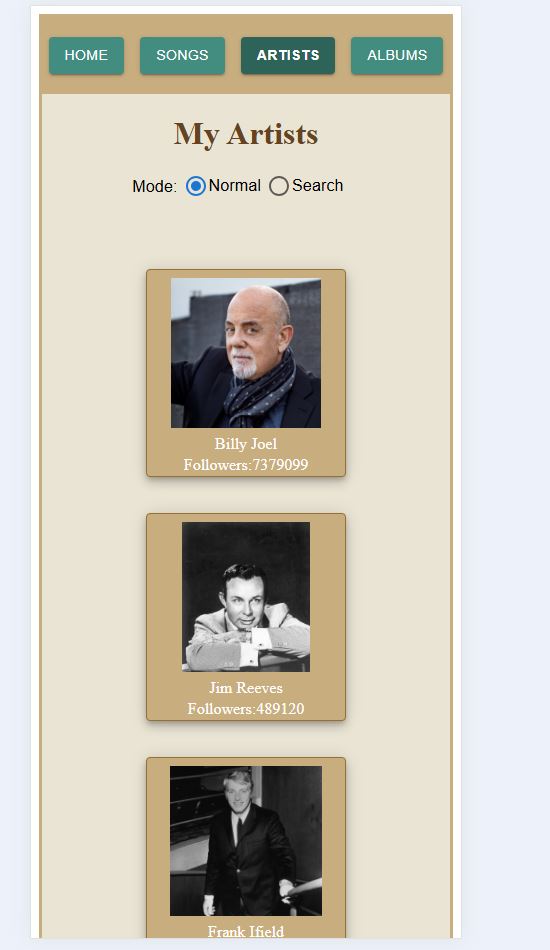 HOME SONGS ARTISTS ALBUMS
My Artists
Mode: Normal Search
Billy Joel
Followers:7379099
Jim Reeves
Followers:489120
Frank Ifield